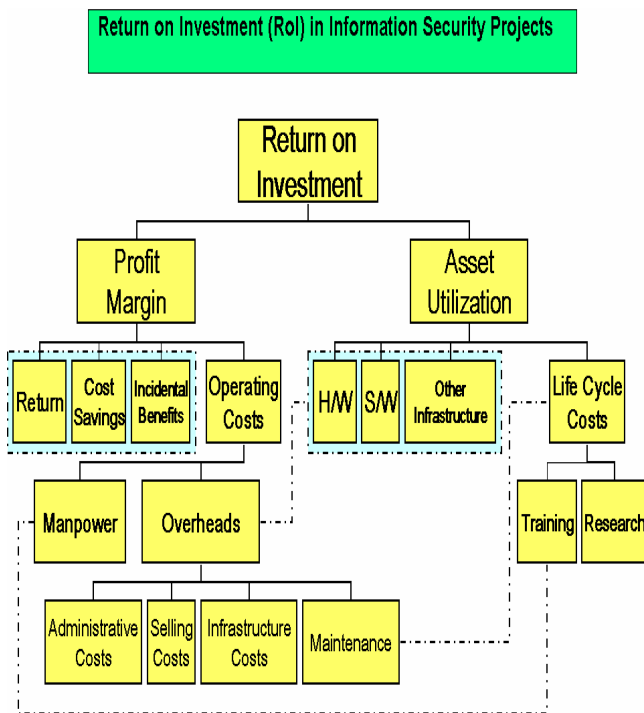 Return on Investment (RoI) in Information Security Projects
Return on
Investment
Profit
Margin
Asset
Utilization
Return
Cost
Savings
Incidental
Benefits
Operating
Costs
H/W
S/W
Other
Infrastructure
Life Cycle
Costs
Manpower
Overheads
Training
Research
Administrative
Costs
Selling
Costs
Infrastructure
Costs
Maintenance